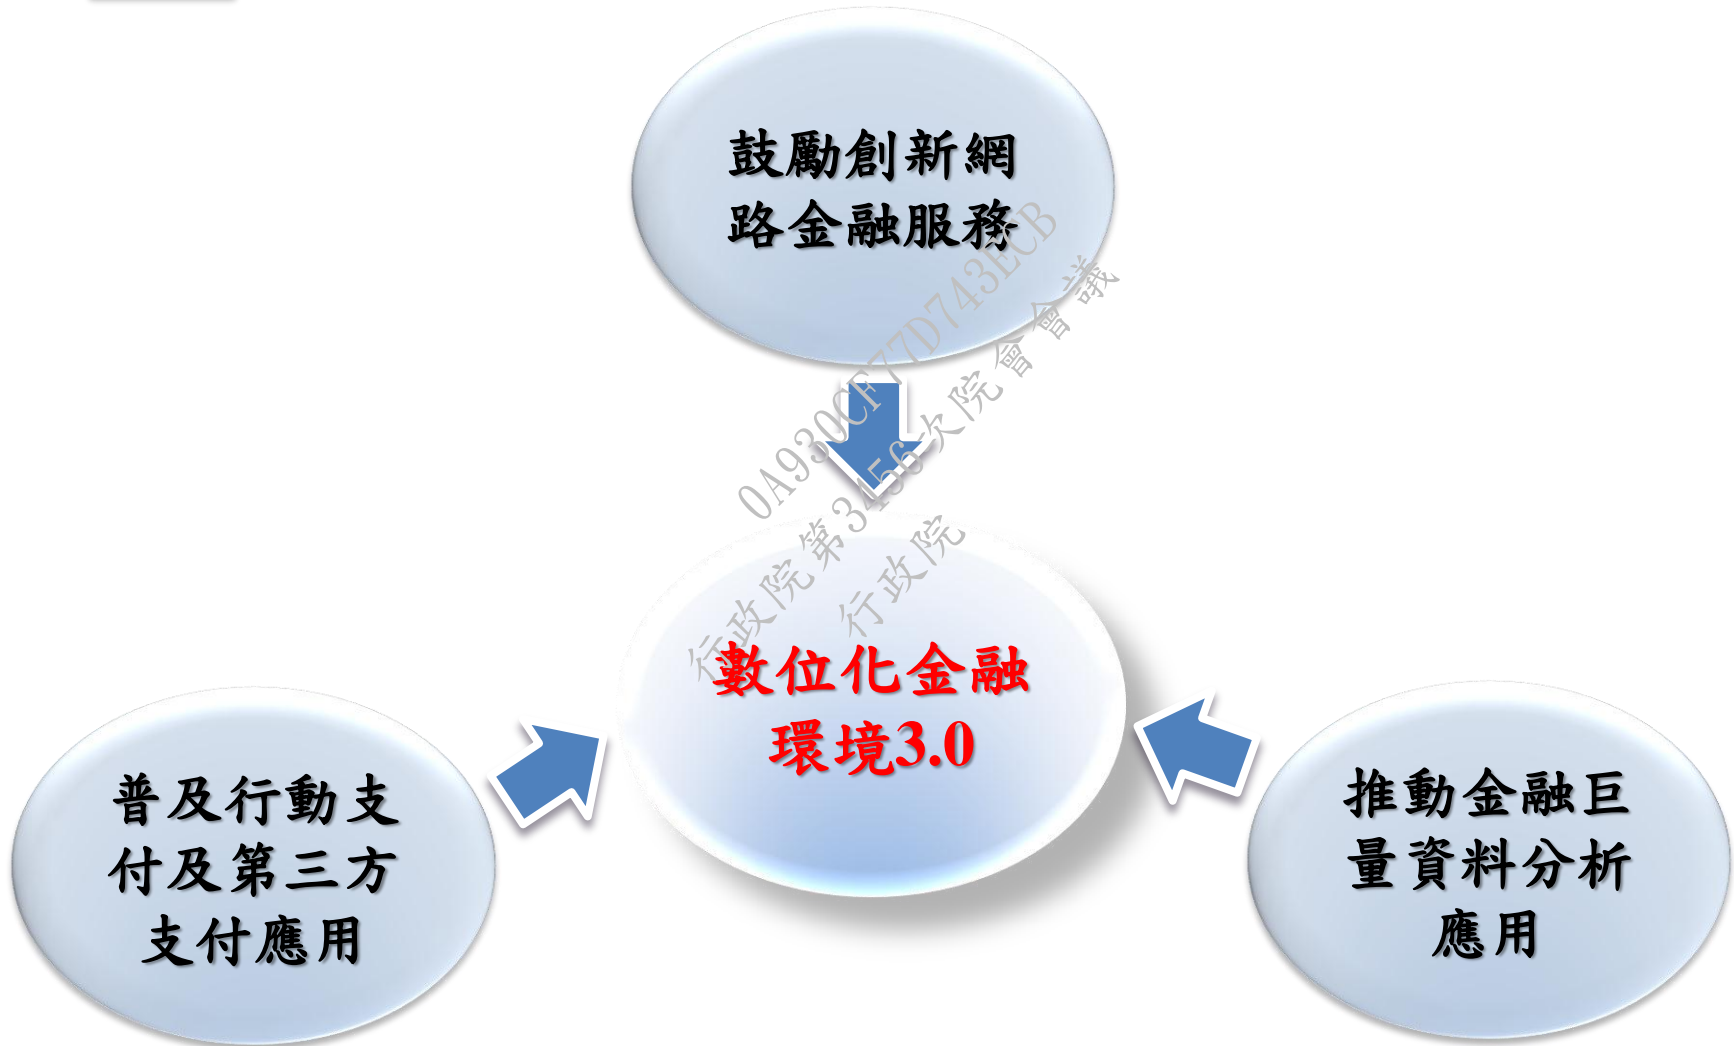 鼓勵創新網
路金融服務
0A930CF77D743ECB
行政院第3456次院會會議
行政院
數位化金融
環境3.0
普及行動支
付及第三方
支付應用
推動金融巨
量資料分析
應用